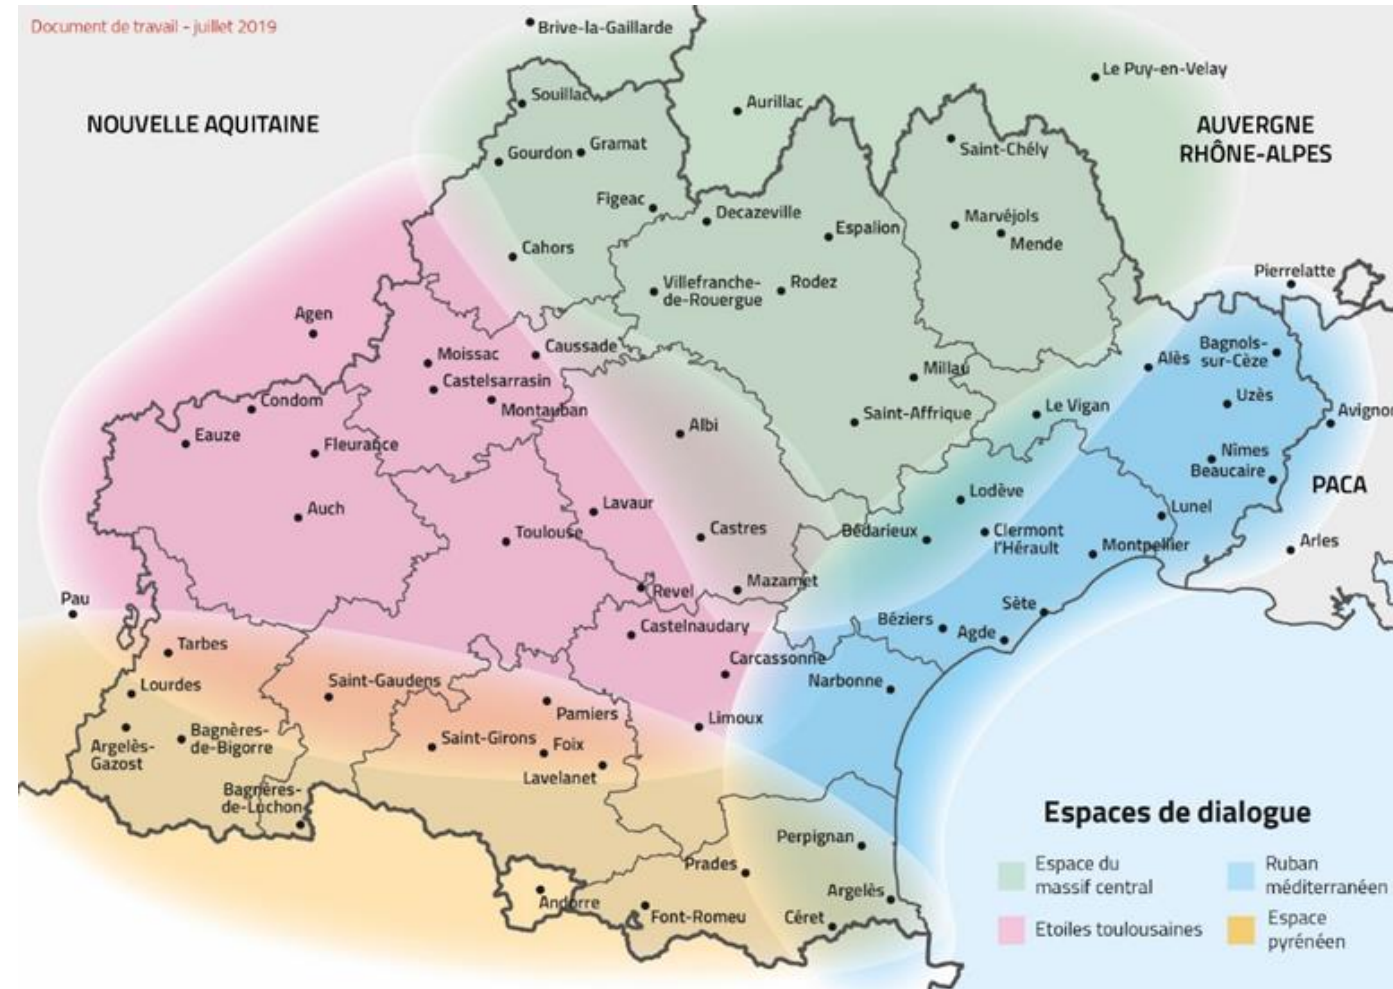 Document de travail - juillet 2019
Brive-la-Gaillarde
Le Puy-en-Velay
Souillac
Aurillac
NOUVELLE AQUITAINE
AUVERGNE
RHÔNE-ALPES
Gourdon
Gramat
Saint-Chély
Figeac
Decazeville
Espalion
Marvéjols
Mende
Cahors
Villefranche-
de-Rouergue
Rodez
Pierrelatte
Agen
Moissac
Caussade
Castelsarrasin
Montauban
Millau
Alès
Bagnols-
sur-Cèze
Condom
Albi
Saint-Affrique
Le Vigan
Uzès
Avignon
Eauze
Fleurance
Nîmes
Beaucaire
PACA
Auch
Lavaur
Toulouse
Castres
Lodève
Bédarieux
Clermont
l'Hérault
Lunel
Montpellier
Arles
Pau
Revel
Mazamet
Castelnaudary
Béziers
Agde
Sète
Tarbes
Carcassonne
Narbonne
Lourdes
Saint-Gaudens
Pamiers
Limoux
Argelès-
Gazost
Bagnères-
de-Bigorre
Saint-Girons
Foix
Lavelanet
Bagnères-
de-Luchon
Perpignan
Prades
Argelès
Andorre
Font-Romeu
Céret
Espaces de dialogue
Espace du
massif central
Ruban
méditerranéen
Etoiles toulousaines
Espace
pyrénéen